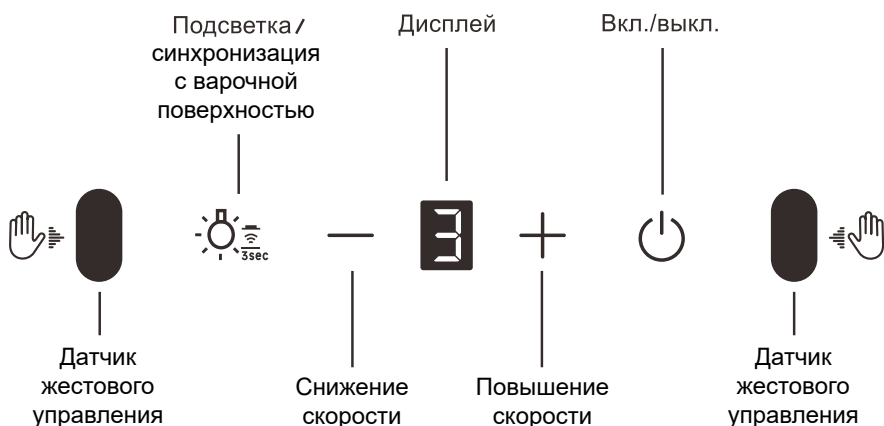 Подсветка/
синхронизация
с варочной
поверхностью
Дисплей
Вкл./выкл.
3sec
3
Датчик
жестового
управления
Снижение
скорости
Повышение
скорости
Датчик
жестового
управления